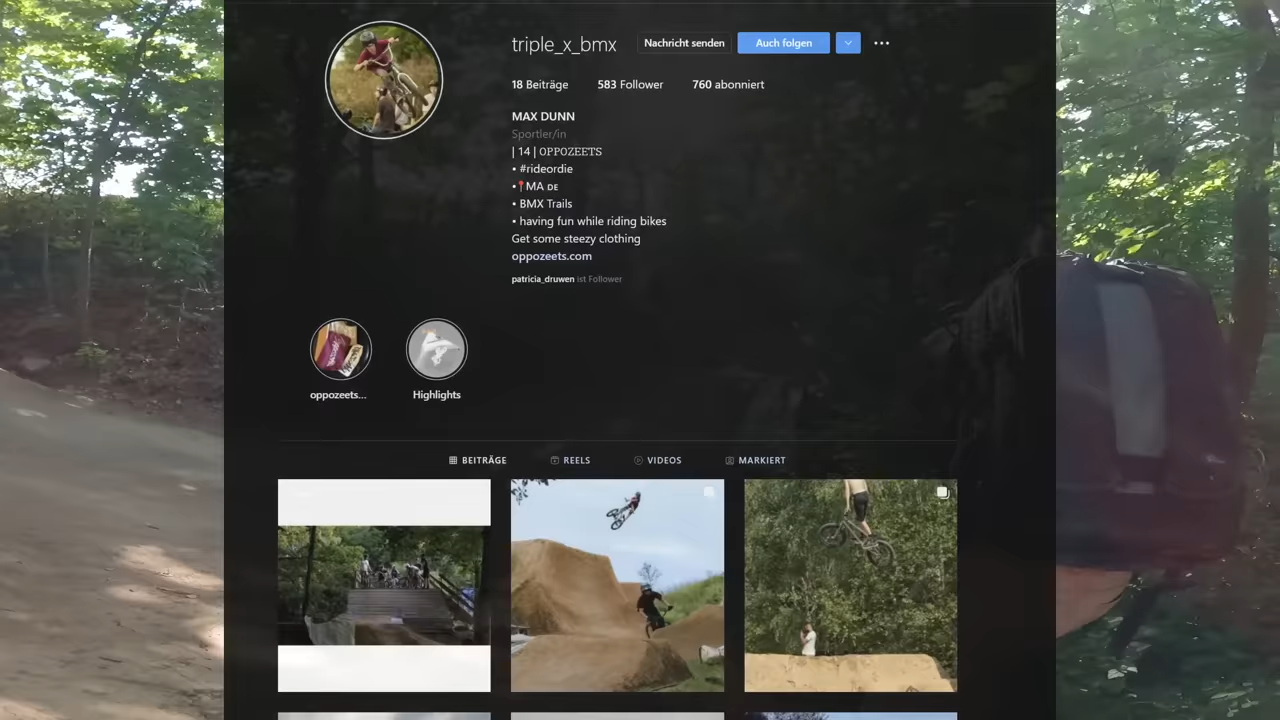 triple_x_bmx Nachricht senden Auch folgen
18 Beiträge 583 Follower 760 abonniert
MAX DUNN
Sportler/in
| 14 | OPPOZEETS
• #rideordie
•📍MA DE
• BMX Trails
• having fun while riding bikes
Get some steezy clothing
oppozeets.com
patricia_druwen ist Follower
oppozeets... Highlights
BEITRÄGE REELS VIDEOS MARKIERT